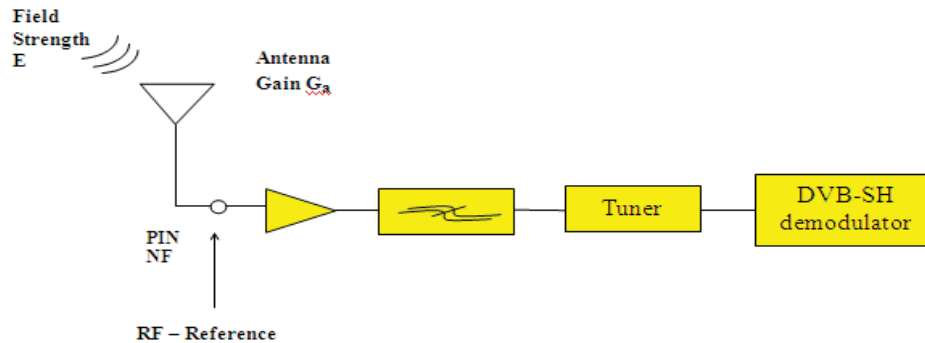 Field
Strength
E
Antenna
Gain Ga
PIN
NF
RF – Reference
Tuner
DVB-SH
demodulator